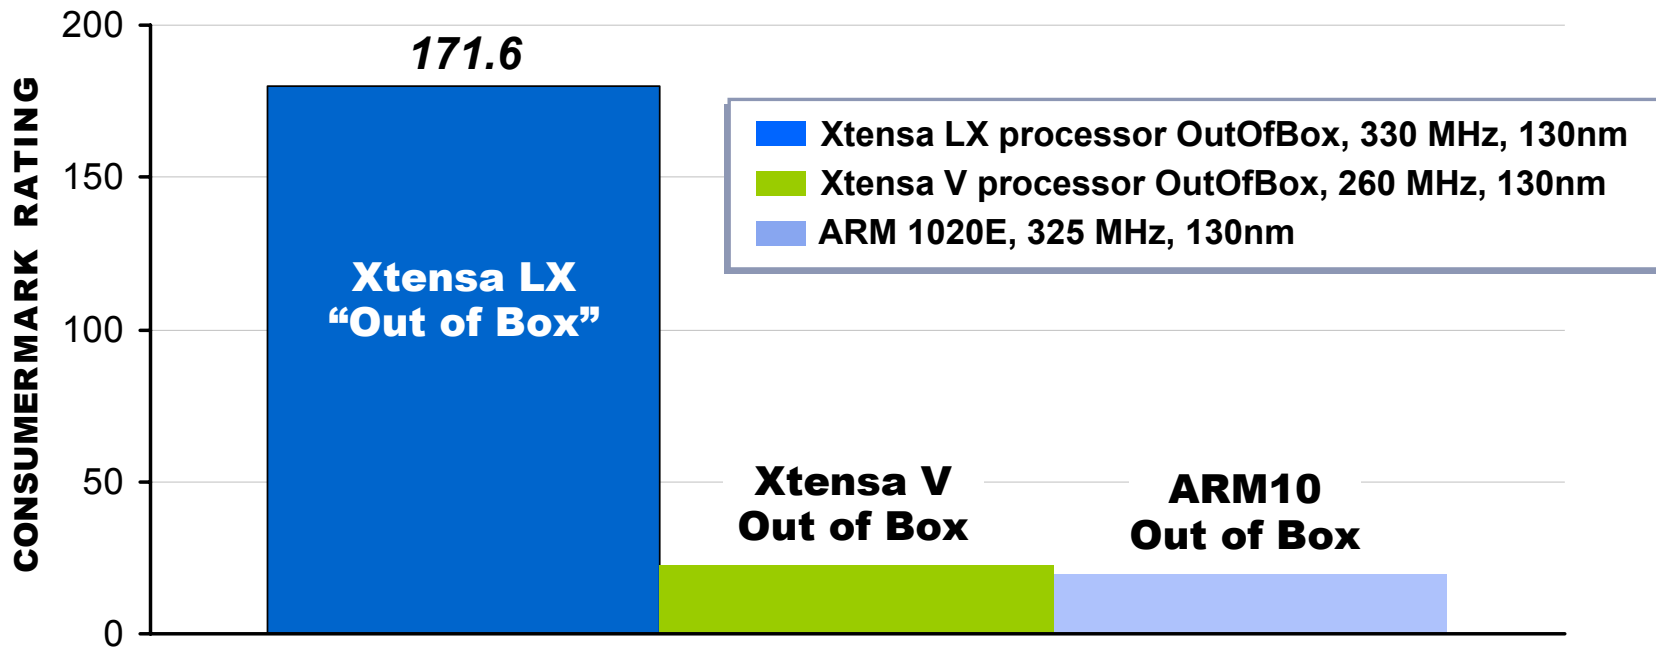 CONSUMERMARK RATING
200
150
100
50
0
171.6
Xtensa LX
“Out of Box”
Xtensa V
Out of Box
ARM10
Out of Box
Xtensa LX processor OutOfBox, 330 MHz, 130nm
Xtensa V processor OutOfBox, 260 MHz, 130nm
ARM 1020E, 325 MHz, 130nm